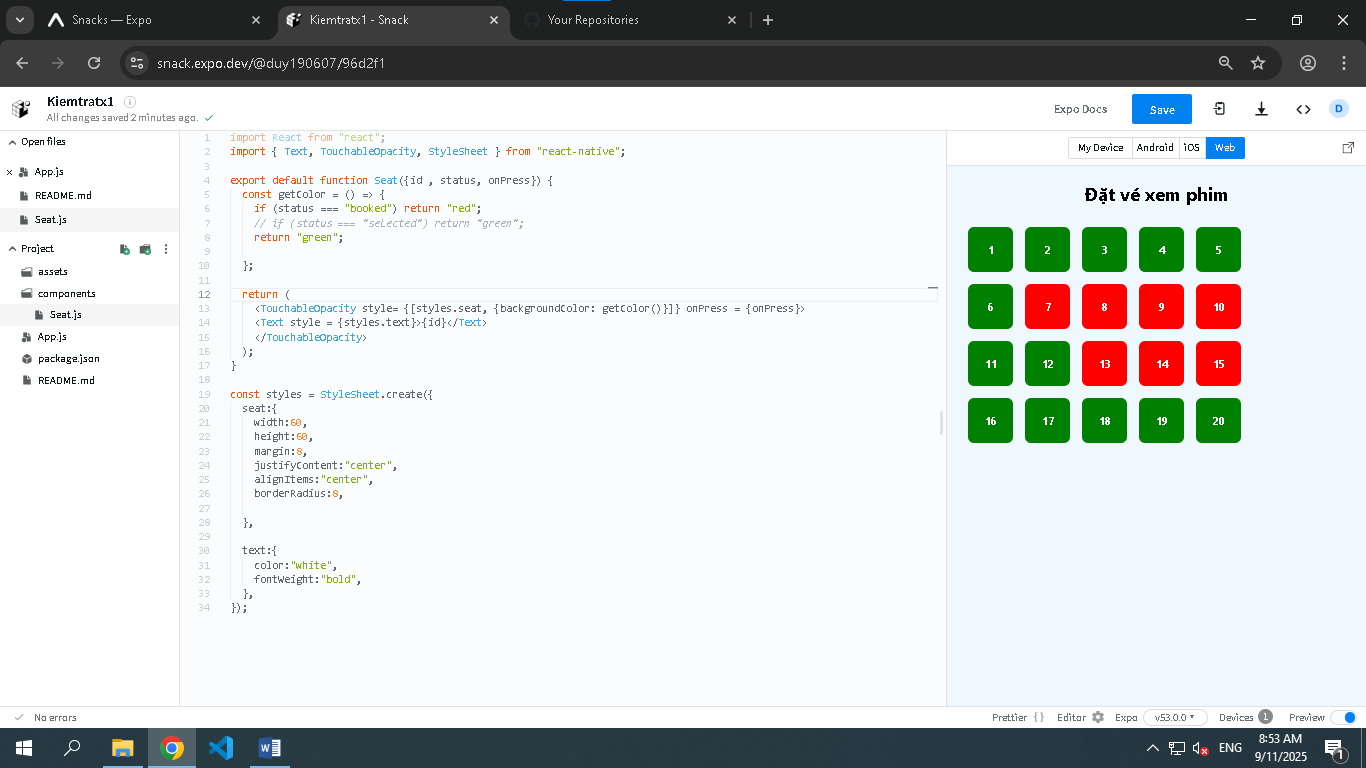 Snacks — Expo
Kiemtratx1 - Snack
Your Repositories
snack.expo.dev/@duy190607/96d2f1
Kiemtratx1
All changes saved 2 minutes ago.
Expo Docs
Save
D
Open files
App.js
README.md
Seat.js
Project
assets
components
Seat.js
App.js
package.json
README.md
1 import React from "react";
2 import { Text, TouchableOpacity, StyleSheet } from "react-native";
3
4 export default function Seat({id , status, onPress}) {
5 const getColor = () => {
6 if (status === "booked") return "red";
7 // if (status === "selected") return "green";
8 return "green";
9
10 };
11
12 return (
13 <TouchableOpacity style= {[styles.seat, {backgroundColor: getColor()}]} onPress = {onPress}>
14 <Text style = {styles.text}>{id}</Text>
15 </TouchableOpacity>
16 );
17 }
18
19 const styles = StyleSheet.create({
20 seat:{
21 width:60,
22 height:60,
23 margin:8,
24 justifyContent:"center",
25 alignItems:"center",
26 borderRadius:8,
27
28 },
29
30 text:{
31 color:"white",
32 fontWeight:"bold",
33 },
34 });
My Device Android iOS Web
Đặt vé xem phim
1 2 3 4 5
6 7 8 9 10
11 12 13 14 15
16 17 18 19 20
No errors
Prettier {} Editor Expo v53.0.0 Devices 1 Preview
ENG
8:53 AM
9/11/2025
1